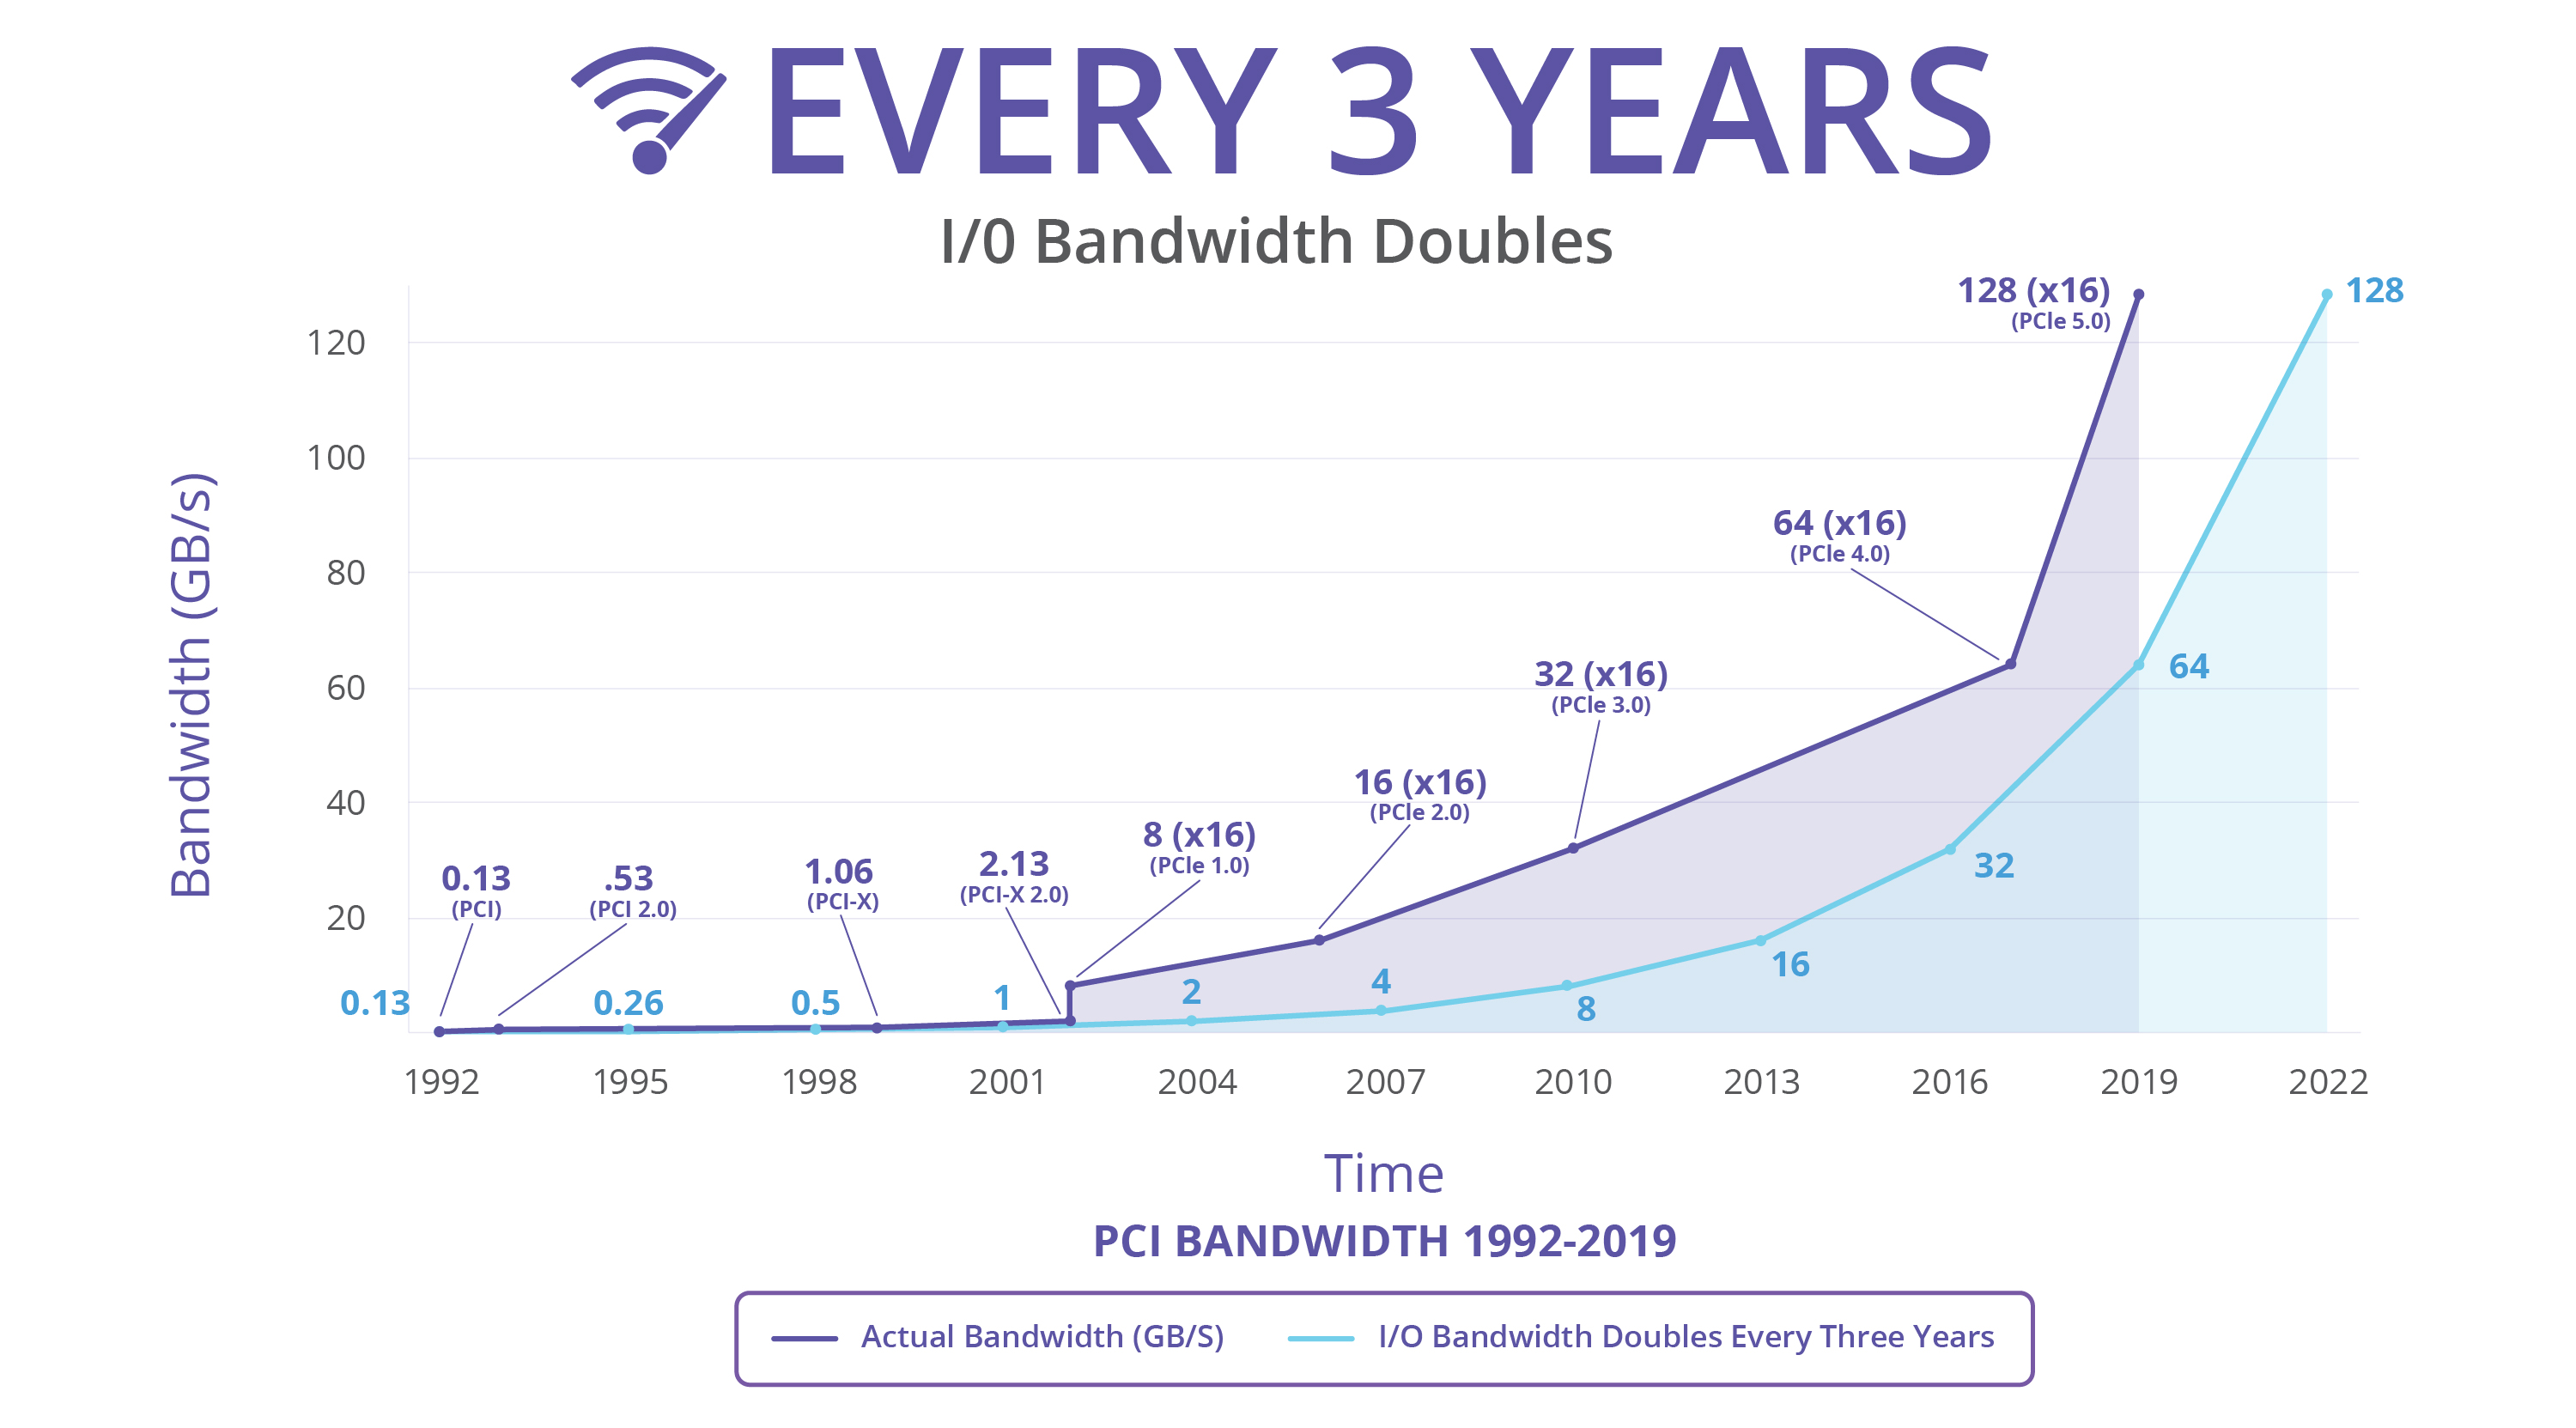 EVERY 3 YEARS
I/0 Bandwidth Doubles
Bandwidth (GB/s)
120
100
80
60
40
20
0.13
(PCI)
.53
(PCI 2.0)
1.06
(PCI-X)
2.13
(PCI-X 2.0)
8 (x16)
(PCIe 1.0)
16 (x16)
(PCIe 2.0)
32 (x16)
(PCIe 3.0)
64 (x16)
(PCIe 4.0)
128 (x16)
(PCIe 5.0)
0.13
0.26
0.5
1
2
4
8
16
32
64
128
1992 1995 1998 2001 2004 2007 2010 2013 2016 2019 2022
Time
PCI BANDWIDTH 1992-2019
Actual Bandwidth (GB/S) I/O Bandwidth Doubles Every Three Years